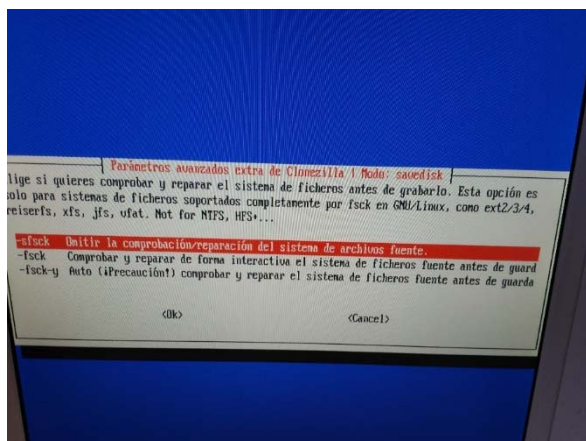 Parámetros avanzados extra de Clonezilla | Modo: savedisk
lige si quieres comprobar y reparar el sistema de ficheros antes de grabarlo. Esta opción es
solo para sistemas de ficheros soportados completamente por fsck en GNU/Linux, como ext2/3/4,
reiserfs, xfs, jfs, vfat. Not for NTFS, HFS+...
-sfsck Omitir la comprobación/reparación del sistema de archivos fuente.
-fsck Comprobar y reparar de forma interactiva el sistema de ficheros fuente antes de guard
-fsck-y Auto (¡Precaución!) comprobar y reparar el sistema de ficheros fuente antes de guarda
<Ok> <Cancel>